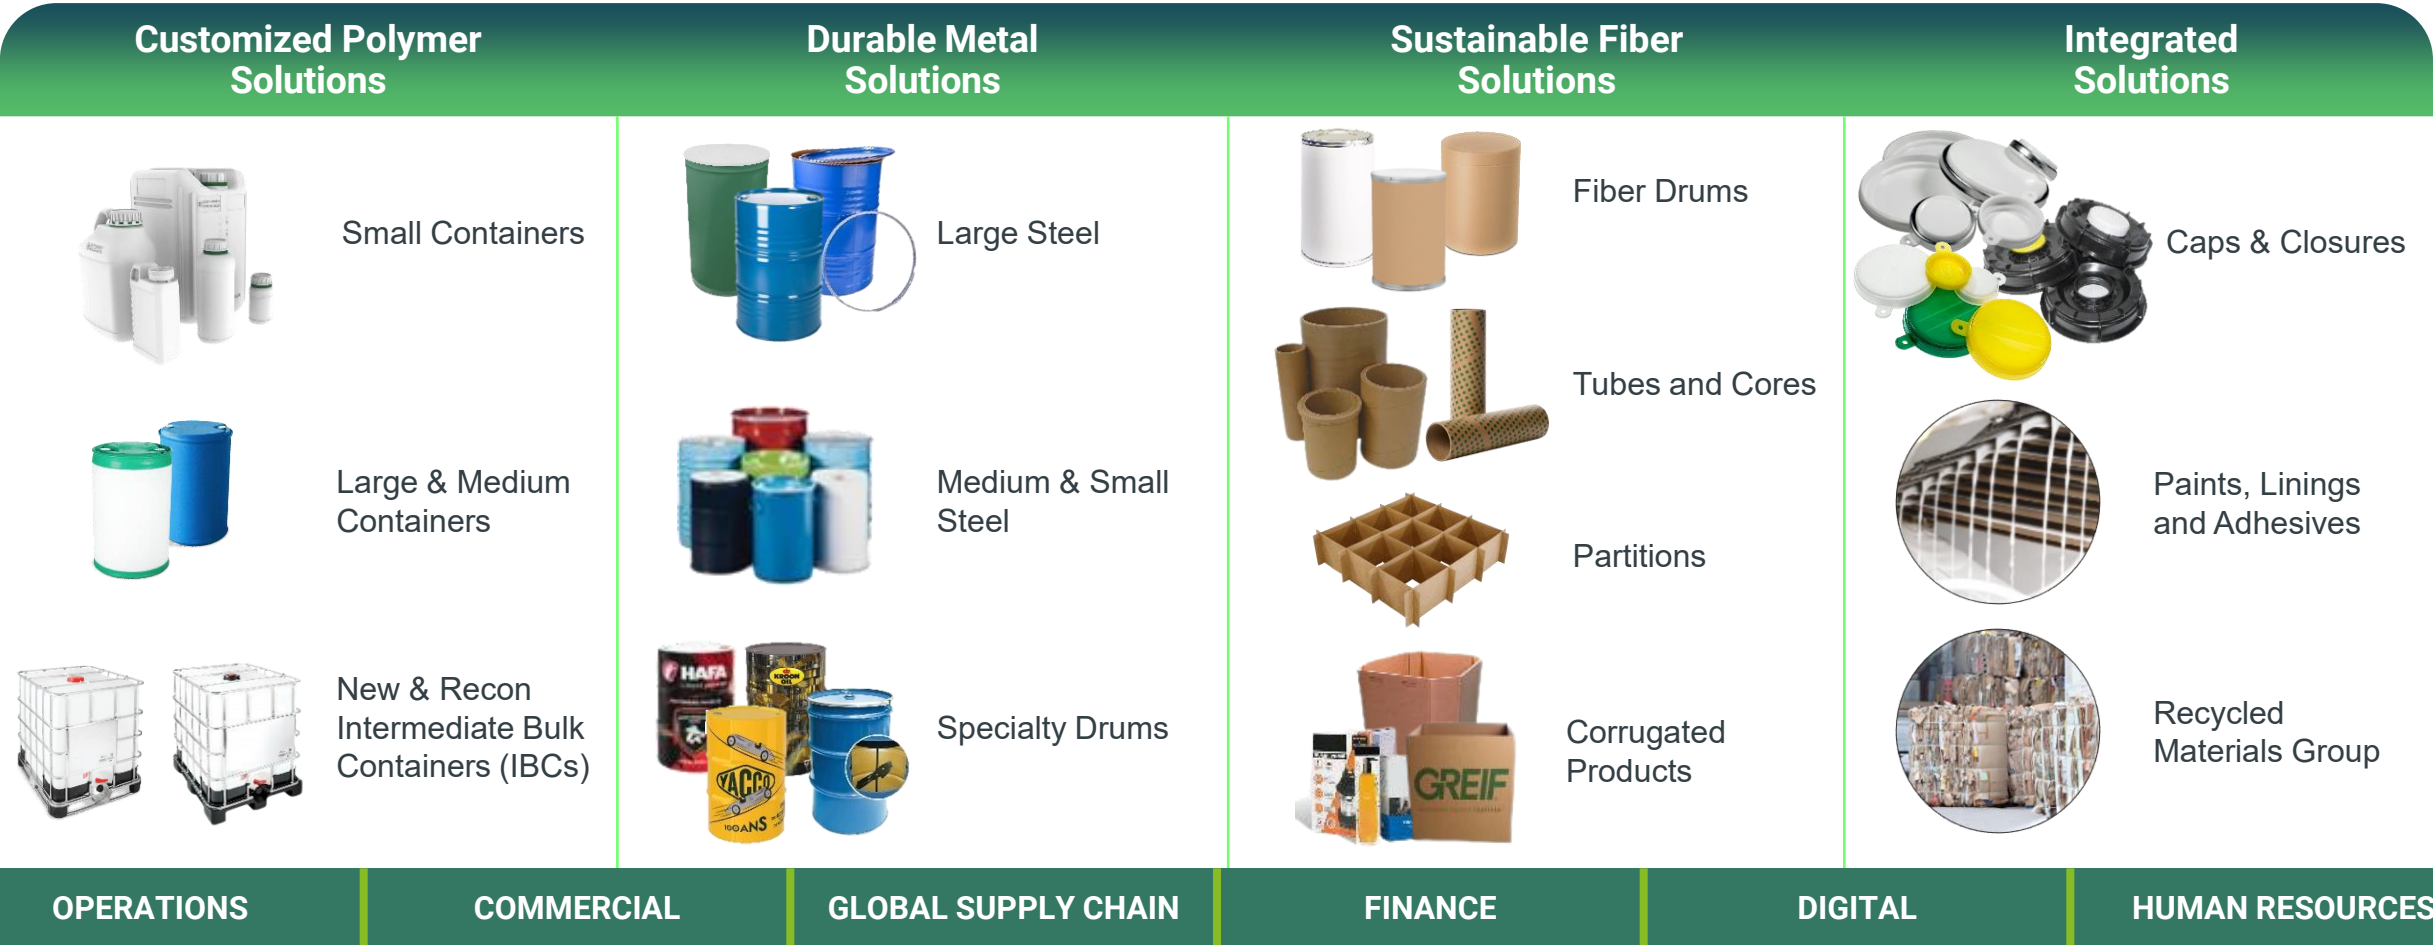 Customized Polymer
Solutions
Durable Metal
Solutions
Sustainable Fiber
Solutions
Integrated
Solutions
Small Containers
Large & Medium
Containers
New & Recon
Intermediate Bulk
Containers (IBCs)
Large Steel
Medium & Small
Steel
HAFA
KROON
OIL
YACCO
100ANS
Specialty Drums
Fiber Drums
Tubes and Cores
Partitions
GREIF
Corrugated
Products
Caps & Closures
Paints, Linings
and Adhesives
Recycled
Materials Group
OPERATIONS
COMMERCIAL
GLOBAL SUPPLY CHAIN
FINANCE
DIGITAL
HUMAN RESOURCES